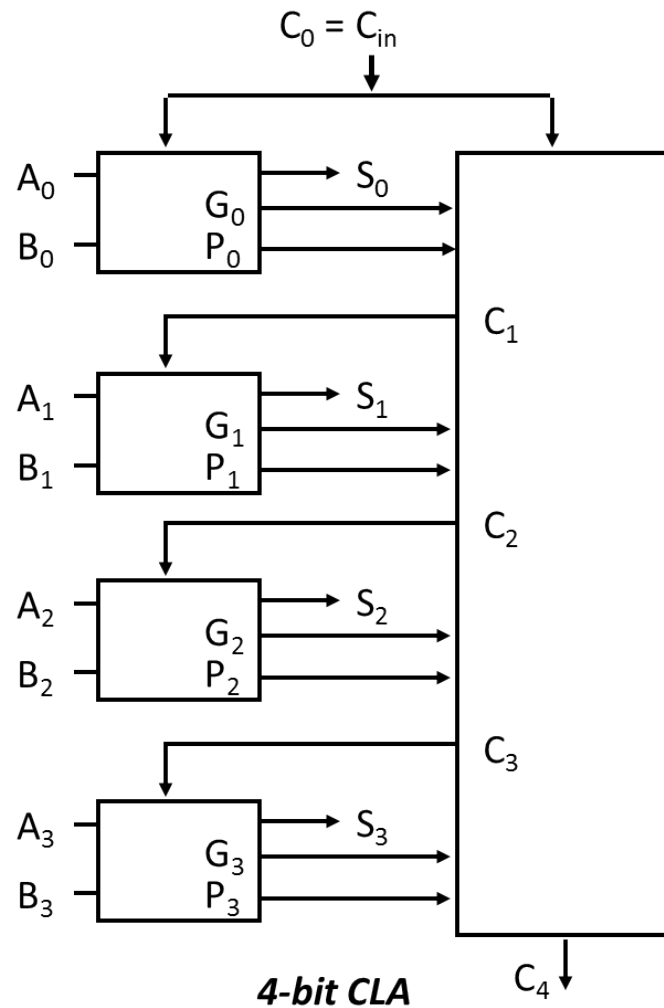 C₀ = Cᵢₙ
A₀
S₀
G₀
B₀
P₀
C₁
A₁
S₁
G₁
B₁
P₁
C₂
A₂
S₂
G₂
B₂
P₂
C₃
A₃
S₃
G₃
B₃
P₃
C₄
4-bit CLA